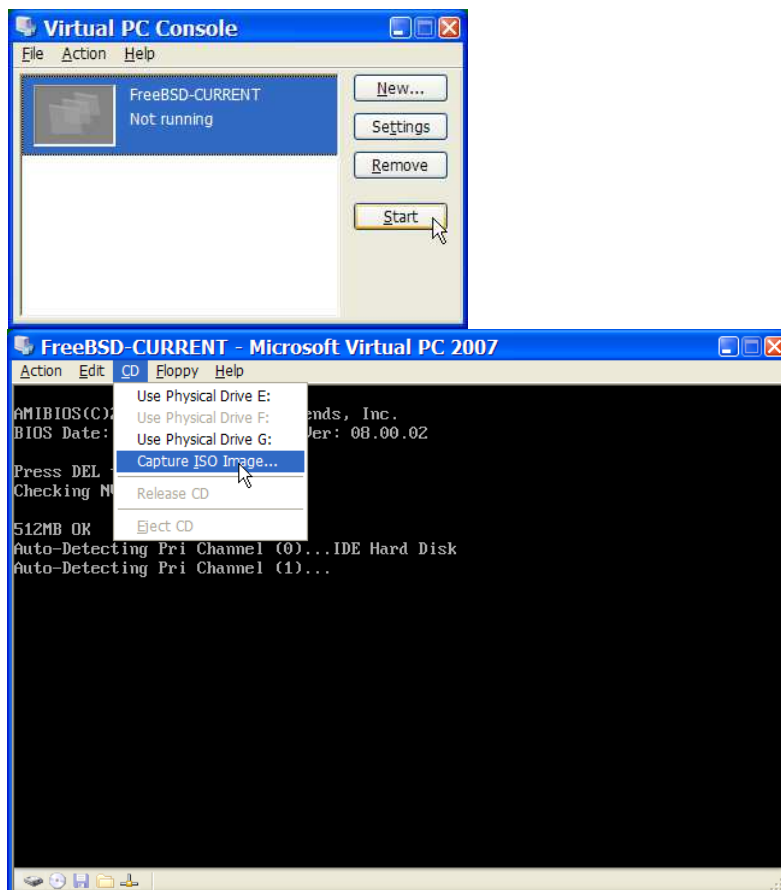 Virtual PC Console
File Action Help
FreeBSD-CURRENT
Not running
New...
Settings
Remove
Start
FreeBSD-CURRENT - Microsoft Virtual PC 2007
Action Edit CD Floppy Help
Use Physical Drive E:
Use Physical Drive F:
Use Physical Drive G:
Capture ISO Image...
Release CD
Eject CD
AMIBIOS(C)2 ends, Inc.
BIOS Date: Ver: 08.00.02
Press DEL
Checking N
512MB OK
Auto-Detecting Pri Channel (0)...IDE Hard Disk
Auto-Detecting Pri Channel (1)...